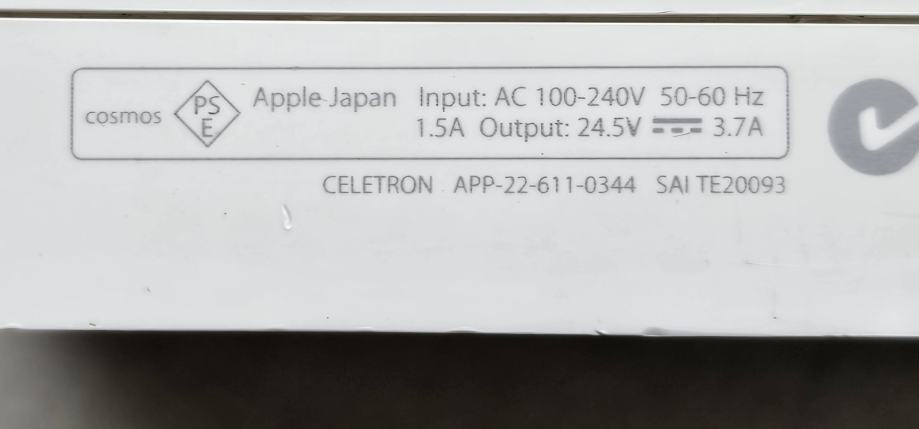 cosmos PS E Apple Japan Input: AC 100-240V 50-60 Hz
1.5A Output: 24.5V ⎓ 3.7A
CELETRON APP-22-611-0344 SAI TE20093